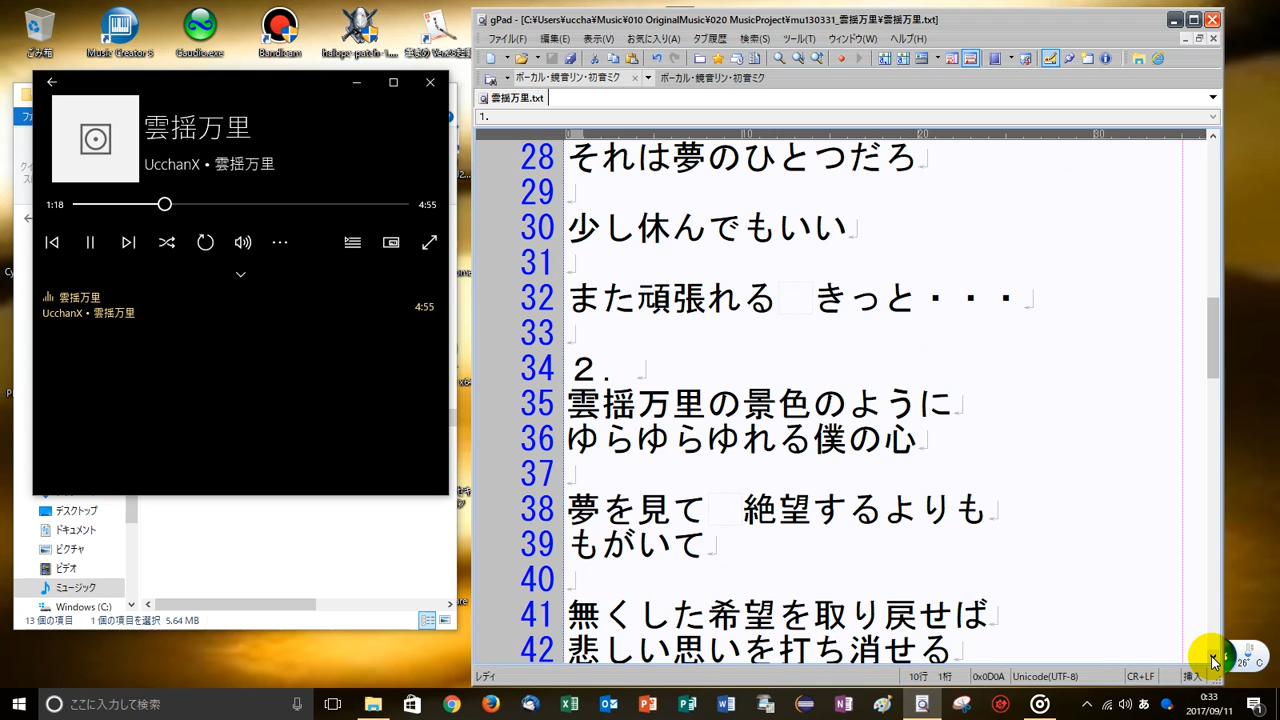 ごみ箱
Music Creator 5
Claudio.exe
Bandicam
雲揺万里
UcchanX • 雲揺万里
1:18
4:55
雲揺万里
UcchanX • 雲揺万里
4:55
デスクトップ
ドキュメント
ピクチャ
ビデオ
ミュージック
Windows (C:)
13 個の項目
1 個の項目を選択 5.64 MB
gPad - [C:¥Users¥uccha¥Music¥010 OriginalMusic¥020 MusicProject¥mu130331_雲揺万里¥雲揺万里.txt]
ファイル(F)
編集(E)
表示(V)
お気に入り(A)
タブ履歴
検索(S)
ツール(T)
ウィンドウ(W)
ヘルプ(H)
ボーカル・鏡音リン・初音ミク
ボーカル・鏡音リン・初音ミク
雲揺万里.txt
1.
0 10 20 30
28 それは夢のひとつだろ
29
30 少し休んでもいい
31
32 また頑張れる　きっと・・・
33
34 ２．
35 雲揺万里の景色のように
36 ゆらゆらゆれる僕の心
37
38 夢を見て　絶望するよりも
39 もがいて
40
41 無くした希望を取り戻せば
42 悲しい思いを打ち消せる
レディ
10行 1桁
0x0D0A
Unicode(UTF-8)
CR+LF
挿入
26° C
ここに入力して検索
あ
0:33
2017/09/11